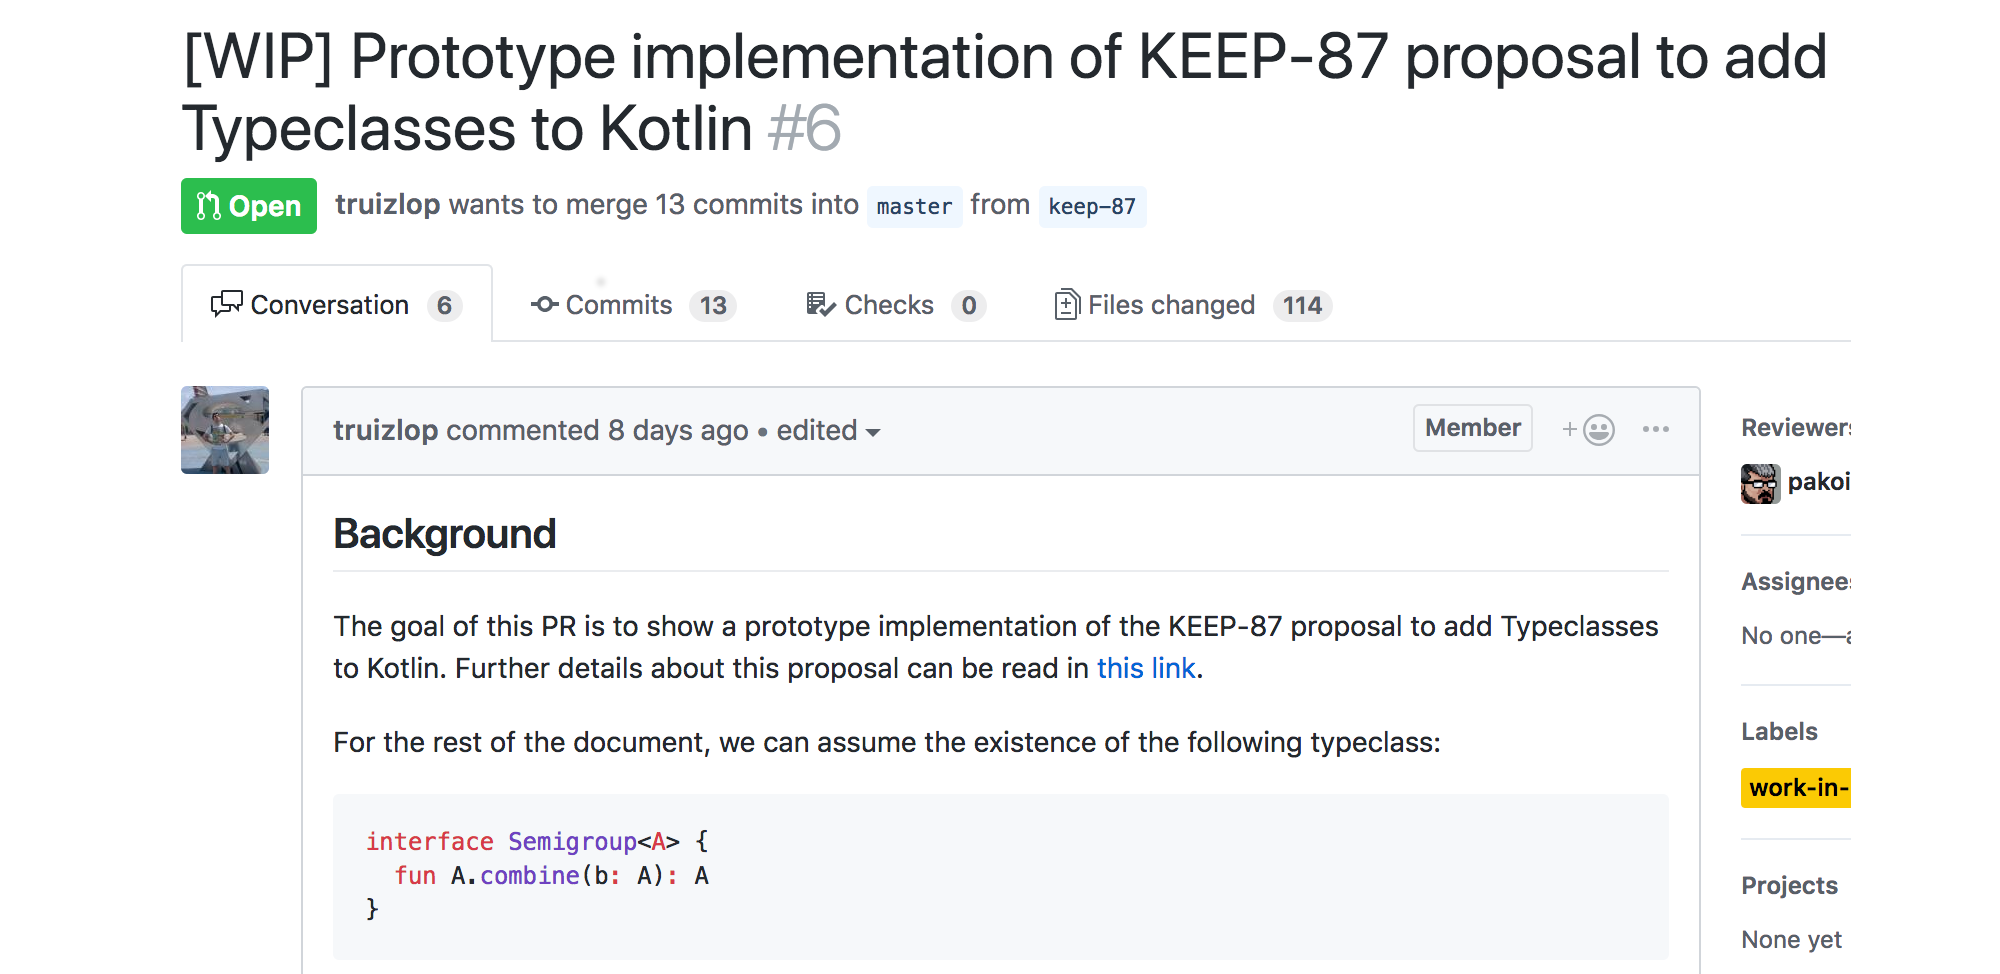 [WIP] Prototype implementation of KEEP-87 proposal to add
Typeclasses to Kotlin #6
Open truizlop wants to merge 13 commits into master from keep-87
Conversation 6 Commits 13 Checks 0 Files changed 114
truizlop commented 8 days ago • edited Member
Background
The goal of this PR is to show a prototype implementation of the KEEP-87 proposal to add Typeclasses
to Kotlin. Further details about this proposal can be read in this link.
For the rest of the document, we can assume the existence of the following typeclass:
interface Semigroup<A> {
  fun A.combine(b: A): A
}
Reviewers
pakoi
Assignees
No one—
Labels
work-in-
Projects
None yet